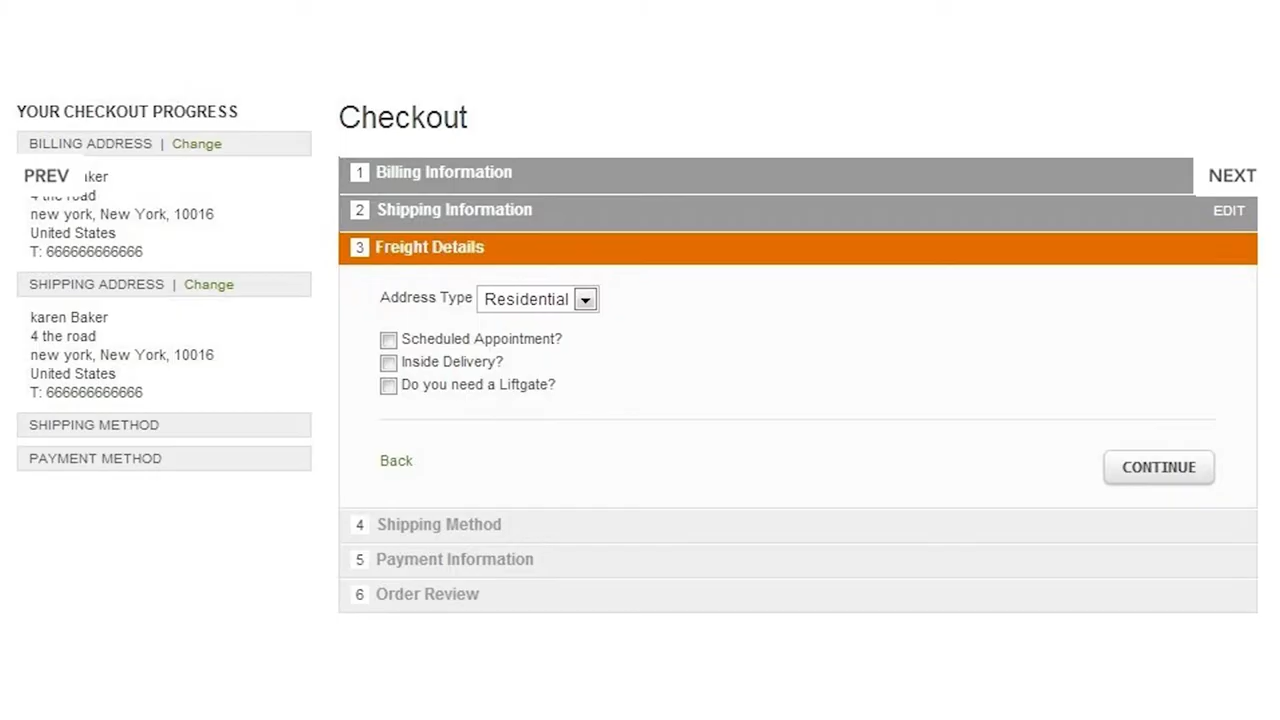 YOUR CHECKOUT PROGRESS
BILLING ADDRESS | Change
PREV
new york, New York, 10016
United States
T: 666666666666
SHIPPING ADDRESS | Change
karen Baker
4 the road
new york, New York, 10016
United States
T: 666666666666
SHIPPING METHOD
PAYMENT METHOD
Checkout
1 Billing Information
NEXT
2 Shipping Information EDIT
3 Freight Details
Address Type Residential
Scheduled Appointment?
Inside Delivery?
Do you need a Liftgate?
Back CONTINUE
4 Shipping Method
5 Payment Information
6 Order Review